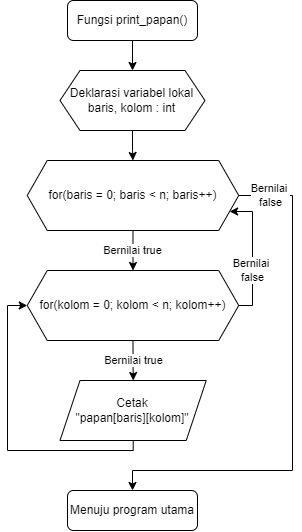 Fungsi print_papan()
Deklarasi variabel lokal
baris, kolom : int
for(baris = 0; baris < n; baris++)
Bernilai
false
Bernilai true
Bernilai
false
for(kolom = 0; kolom < n; kolom++)
Bernilai true
Cetak
"papan[baris][kolom]"
Menuju program utama